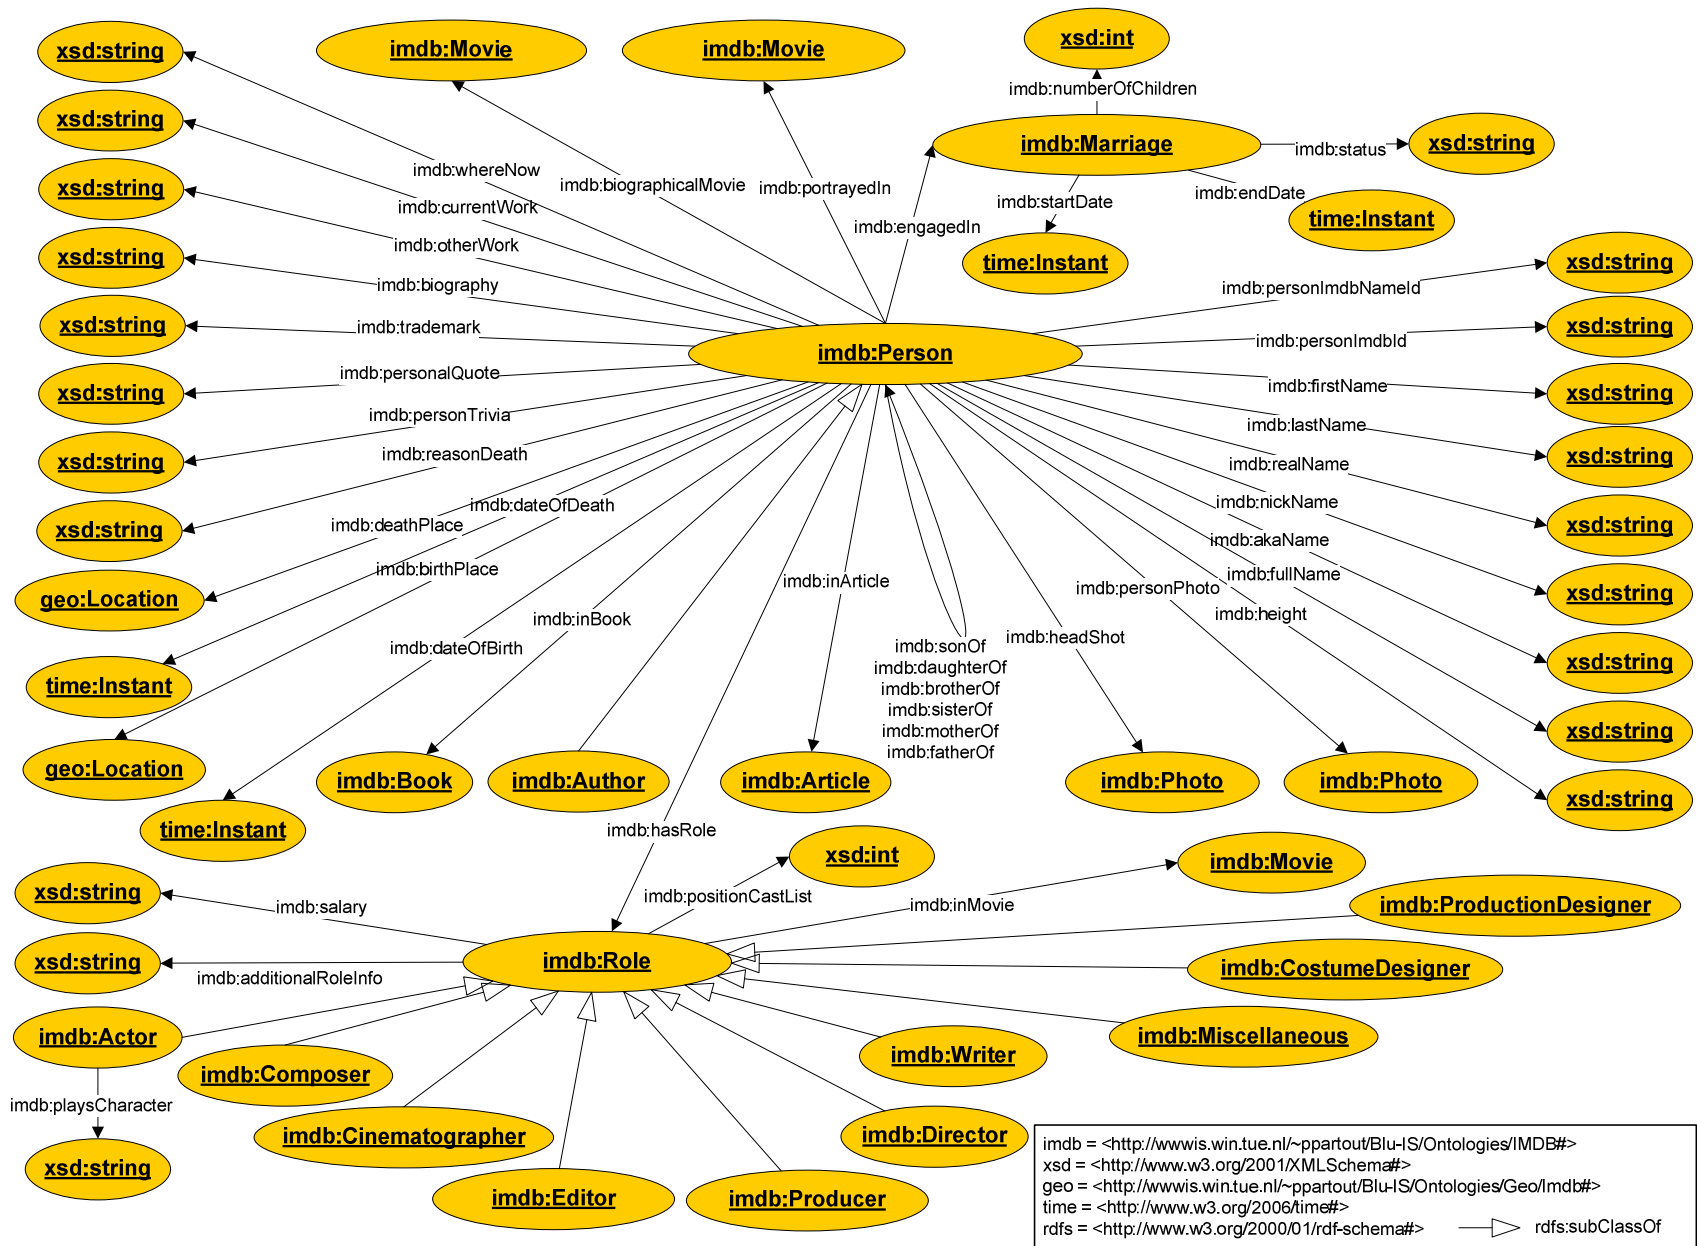 xsd:string
imdb:Movie
imdb:Movie
xsd:int
imdb:numberOfChildren
xsd:string
imdb:Marriage
imdb:status
xsd:string
imdb:whereNow
imdb:biographicalMovie
imdb:portrayedIn
xsd:string
imdb:currentWork
imdb:endDate
imdb:startDate
time:Instant
imdb:engagedIn
imdb:otherWork
xsd:string
time:Instant
xsd:string
imdb:biography
imdb:personImdbNameId
xsd:string
imdb:trademark
xsd:string
imdb:personImdbId
imdb:Person
xsd:string
imdb:personalQuote
imdb:firstName
xsd:string
imdb:personTrivia
imdb:lastName
xsd:string
xsd:string
imdb:reasonDeath
imdb:realName
xsd:string
imdb:dateOfDeath
imdb:nickName
xsd:string
imdb:deathPlace
imdb:akaName
imdb:birthPlace
imdb:inArticle
imdb:fullName
imdb:personPhoto
xsd:string
geo:Location
imdb:inBook
imdb:height
imdb:headShot
imdb:dateOfBirth
imdb:sonOf
imdb:daughterOf
imdb:brotherOf
imdb:sisterOf
imdb:motherOf
imdb:fatherOf
xsd:string
time:Instant
xsd:string
geo:Location
imdb:Book
imdb:Author
imdb:Article
imdb:Photo
imdb:Photo
xsd:string
time:Instant
imdb:hasRole
xsd:int
imdb:Movie
xsd:string
imdb:salary
imdb:positionCastList
imdb:inMovie
imdb:ProductionDesigner
xsd:string
imdb:additionalRoleInfo
imdb:Role
imdb:CostumeDesigner
imdb:Actor
imdb:Miscellaneous
imdb:Writer
imdb:Composer
imdb:playsCharacter
imdb:Cinematographer
imdb:Director
xsd:string
imdb:Editor
imdb:Producer
imdb = <http://wwwis.win.tue.nl/~ppartout/Blu-IS/Ontologies/IMDB#>
xsd = <http://www.w3.org/2001/XMLSchema#>
geo = <http://wwwis.win.tue.nl/~ppartout/Blu-IS/Ontologies/Geo/Imdb#>
time = <http://www.w3.org/2006/time#>
rdfs = <http://www.w3.org/2000/01/rdf-schema#>
rdfs:subClassOf